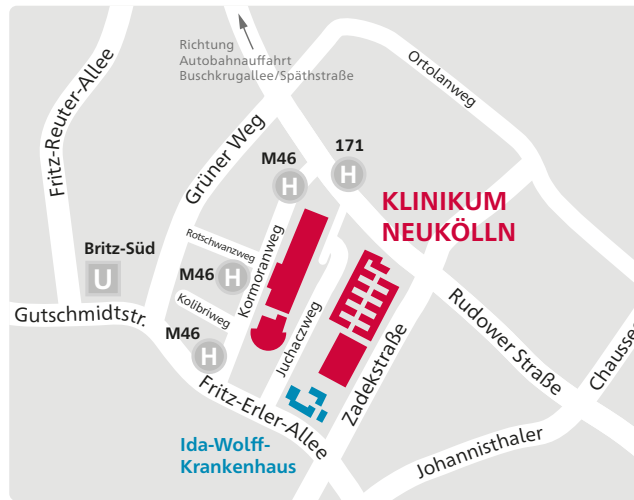 Richtung
Autobahnauffahrt
Buschkrugallee/Späthstraße
Ortolanweg
Fritz-Reuter-Allee
Grüner Weg
171
M46
H
H
KLINIKUM
NEUKÖLLN
Rotschwanzweg
Britz-Süd
U
M46
H
Kormoranweg
Kolibriweg
Gutschmidtstr.
M46
H
Juchaczweg
Rudower Straße
Zadekstraße
Chaussee
Fritz-Erler-Allee
Ida-Wolff-
Krankenhaus
Johannisthaler